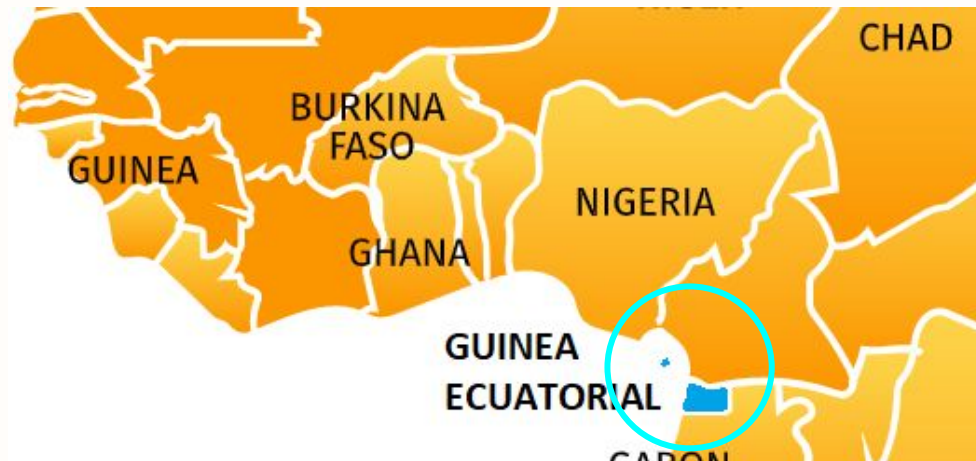 CHAD
BURKINA
FASO
GUINEA
NIGERIA
GHANA
GUINEA
ECUATORIAL